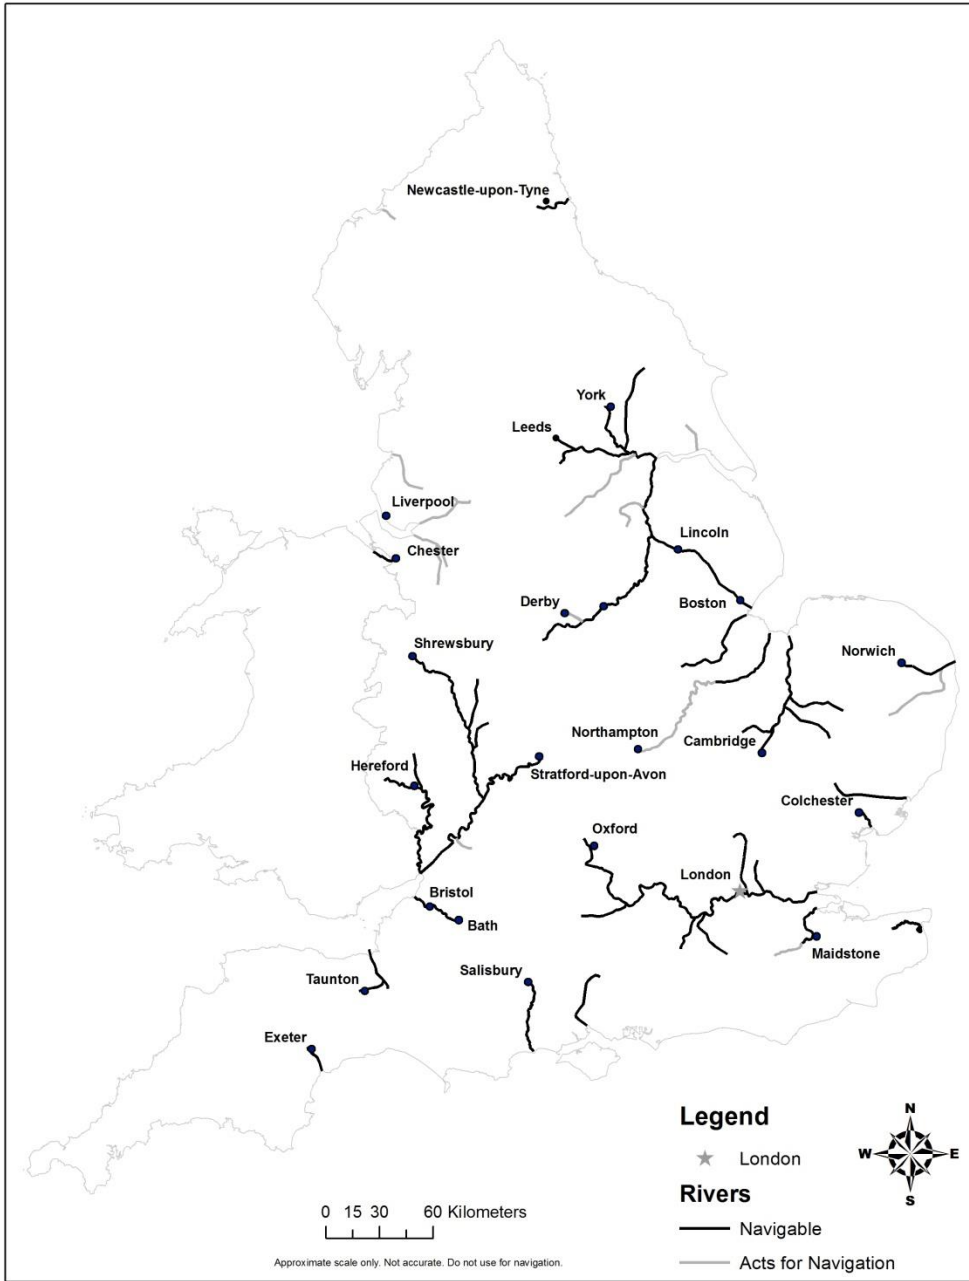 Newcastle-upon-Tyne
York
Leeds
Liverpool
Lincoln
Chester
Derby
Boston
Shrewsbury
Norwich
Northampton
Cambridge
Hereford
Stratford-upon-Avon
Colchester
Oxford
London
Bristol
Bath
Maidstone
Salisbury
Taunton
Exeter
Legend
London
Rivers
Navigable
Acts for Navigation
N
W E
S
0 15 30 60 Kilometers
Approximate scale only. Not accurate. Do not use for navigation.